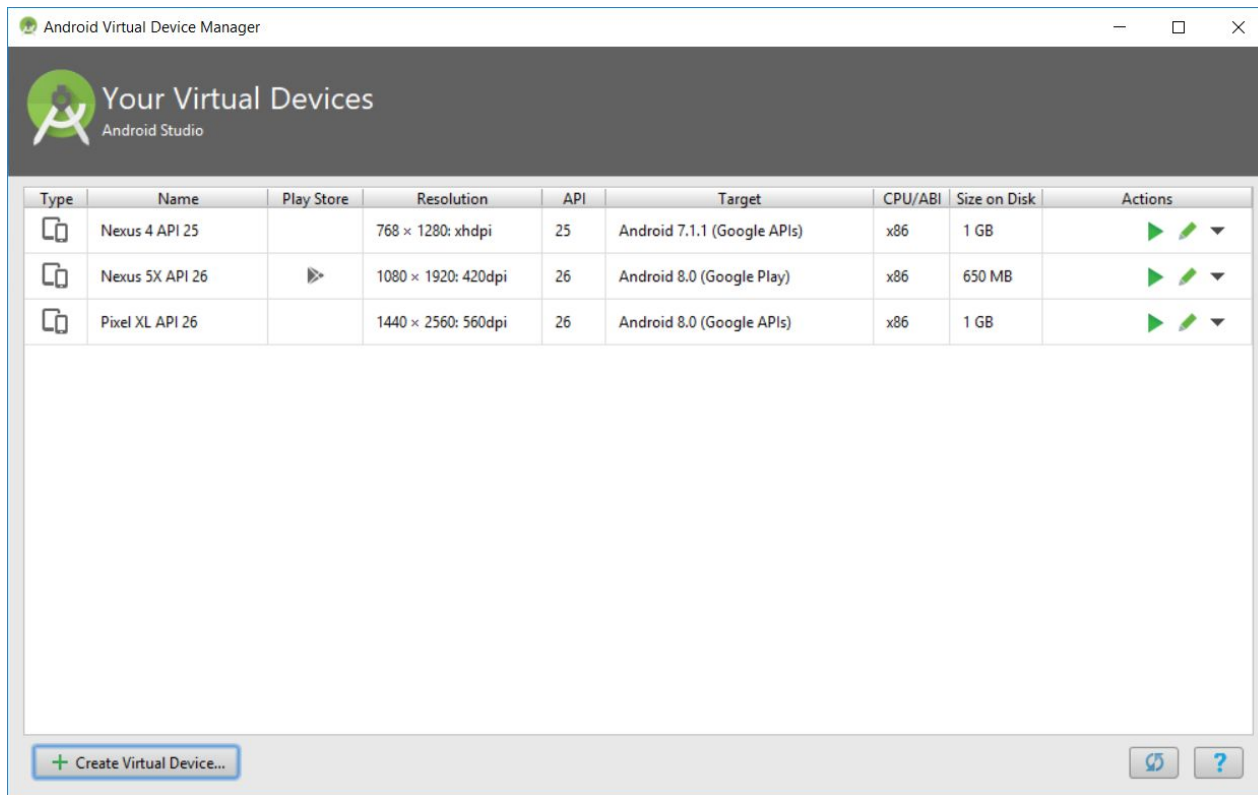 Android Virtual Device Manager
Your Virtual Devices
Android Studio
Type Name Play Store Resolution API Target CPU/ABI Size on Disk Actions
Nexus 4 API 25 768 × 1280: xhdpi 25 Android 7.1.1 (Google APIs) x86 1 GB
Nexus 5X API 26 1080 × 1920: 420dpi 26 Android 8.0 (Google Play) x86 650 MB
Pixel XL API 26 1440 × 2560: 560dpi 26 Android 8.0 (Google APIs) x86 1 GB
+ Create Virtual Device... ?